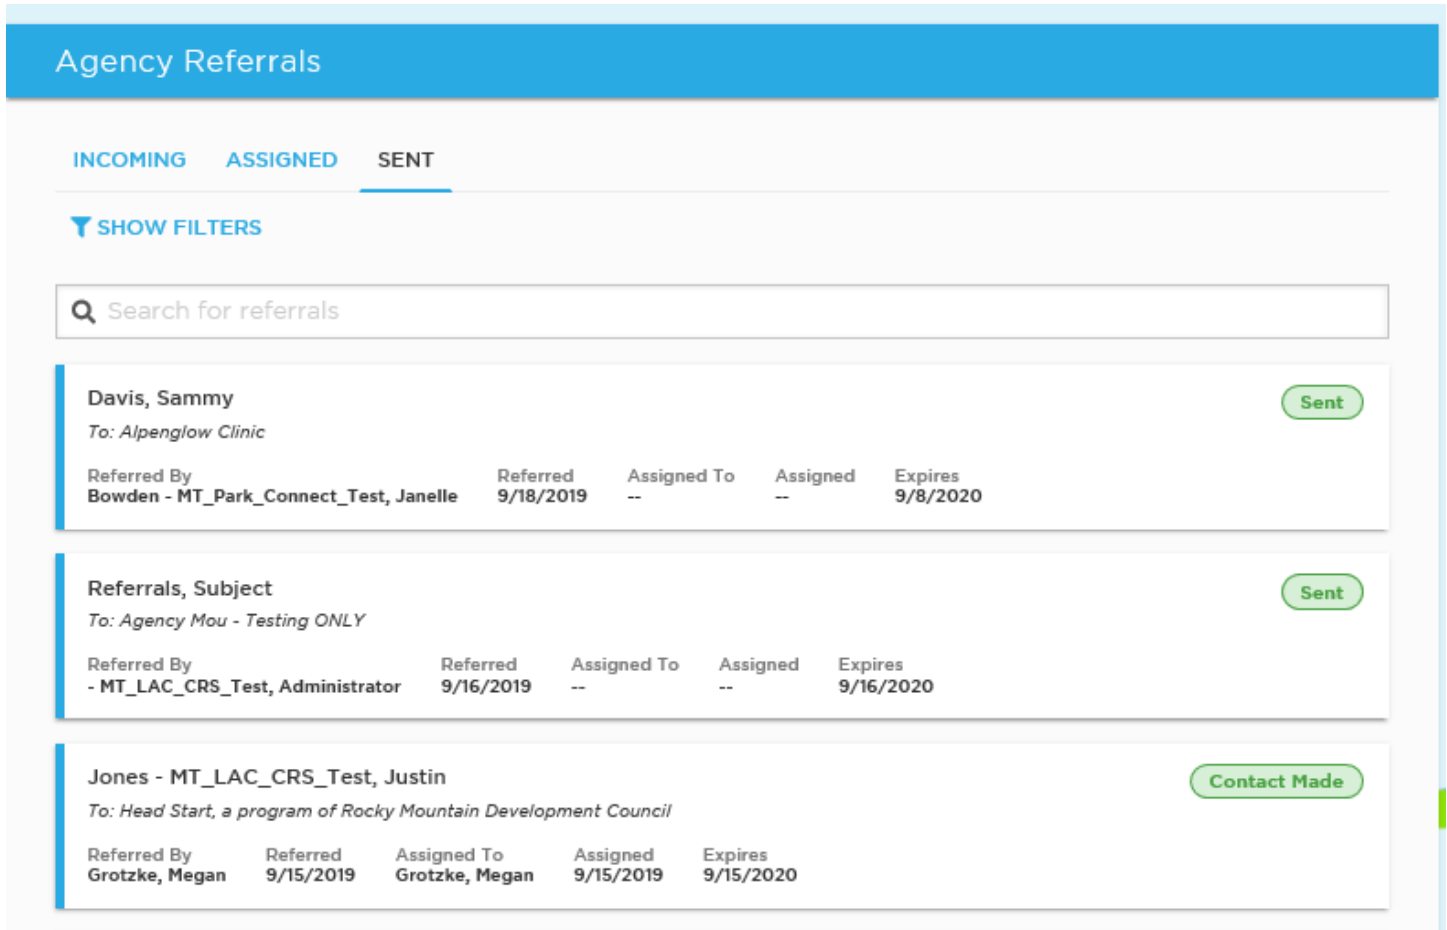 Agency Referrals
INCOMING ASSIGNED SENT
SHOW FILTERS
Search for referrals
Davis, Sammy Sent
To: Alpenglow Clinic
Referred By Referred Assigned To Assigned Expires
Bowden - MT_Park_Connect_Test, Janelle 9/18/2019 -- -- 9/8/2020
Referrals, Subject Sent
To: Agency Mou - Testing ONLY
Referred By Referred Assigned To Assigned Expires
- MT_LAC_CRS_Test, Administrator 9/16/2019 -- -- 9/16/2020
Jones - MT_LAC_CRS_Test, Justin Contact Made
To: Head Start, a program of Rocky Mountain Development Council
Referred By Referred Assigned To Assigned Expires
Grotzke, Megan 9/15/2019 Grotzke, Megan 9/15/2019 9/15/2020